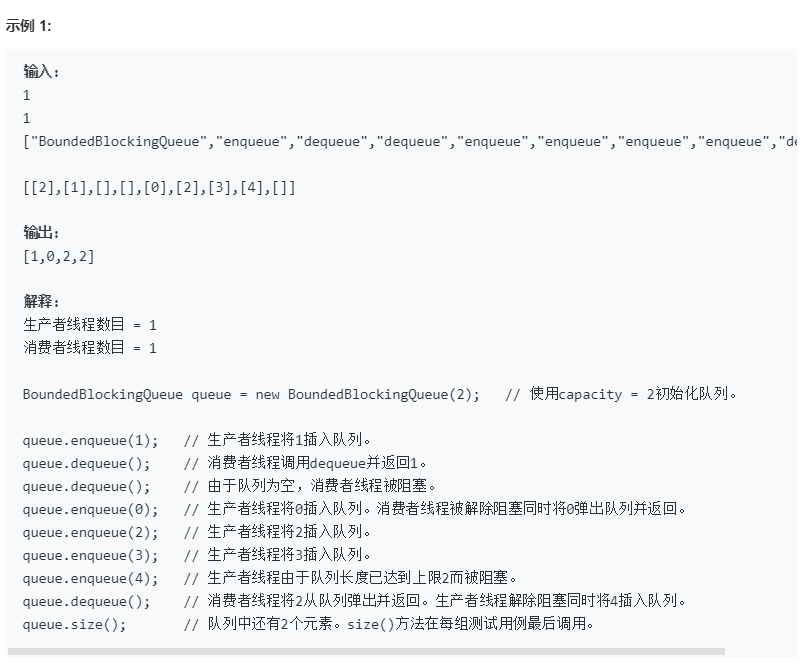 示例 1:
输入:
1
1
["BoundedBlockingQueue","enqueue","dequeue","dequeue","enqueue","enqueue","enqueue","enqueue","de
[[2],[1],[],[],[0],[2],[3],[4],[]]
输出:
[1,0,2,2]
解释:
生产者线程数目 = 1
消费者线程数目 = 1
BoundedBlockingQueue queue = new BoundedBlockingQueue(2);   // 使用capacity = 2初始化队列。
queue.enqueue(1);   // 生产者线程将1插入队列。
queue.dequeue();    // 消费者线程调用dequeue并返回1。
queue.dequeue();    // 由于队列为空，消费者线程被阻塞。
queue.enqueue(0);   // 生产者线程将0插入队列。消费者线程被解除阻塞同时将0弹出队列并返回。
queue.enqueue(2);   // 生产者线程将2插入队列。
queue.enqueue(3);   // 生产者线程将3插入队列。
queue.enqueue(4);   // 生产者线程由于队列长度已达到上限2而被阻塞。
queue.dequeue();    // 消费者线程将2从队列弹出并返回。生产者线程解除阻塞同时将4插入队列。
queue.size();       // 队列中还有2个元素。size()方法在每组测试用例最后调用。